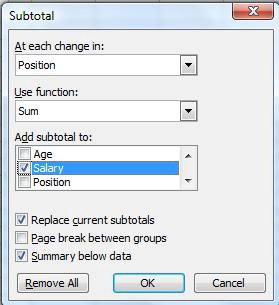 Subtotal
At each change in:
Position
Use function:
Sum
Add subtotal to:
Age
Salary
Position
Replace current subtotals
Page break between groups
Summary below data
Remove All OK Cancel